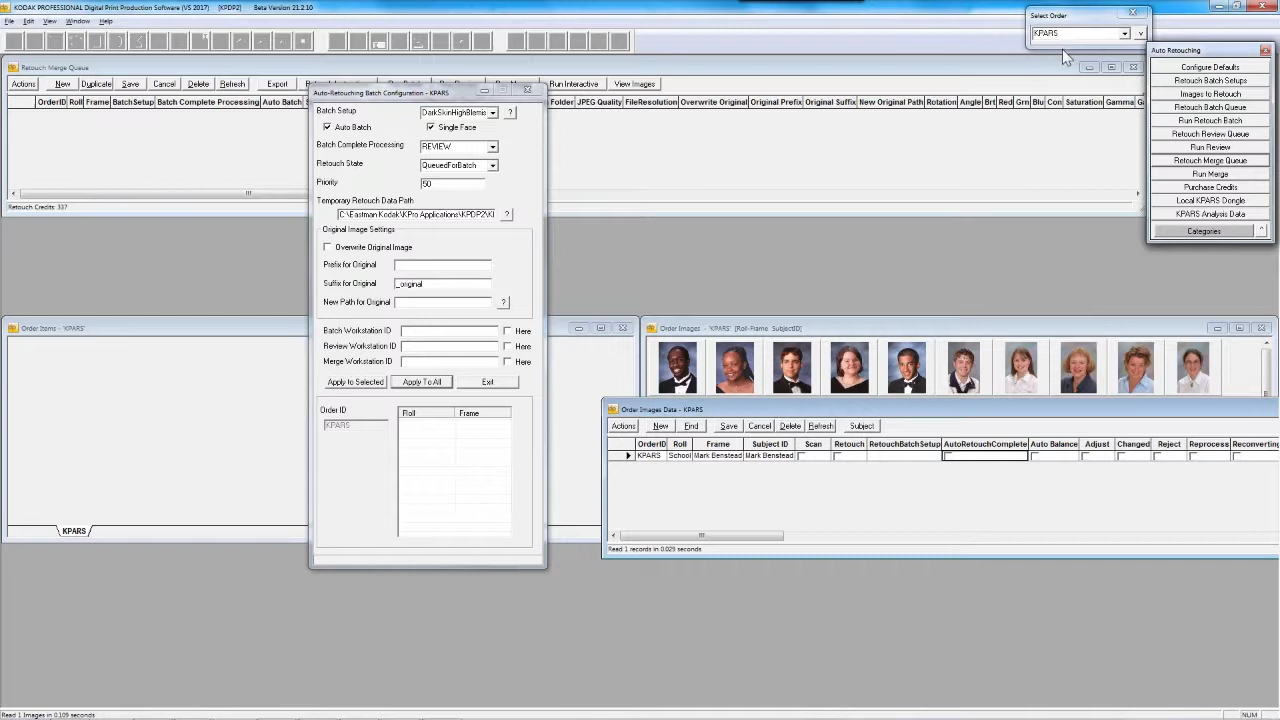 KODAK PROFESSIONAL Digital Print Production Software (VS 2017) [KPDP2] Beta Version 21.2.10
File Edit View Window Help
Select Order
KPARS
v
Auto Retouching
Configure Defaults
Retouch Batch Setups
Images to Retouch
Retouch Batch Queue
Run Retouch Batch
Retouch Review Queue
Run Review
Retouch Merge Queue
Run Merge
Purchase Credits
Local KPARS Dongle
KPARS Analysis Data
Categories ^
Retouch Merge Queue
Actions New Duplicate Save Cancel Delete Refresh Export Run Interactive View Images
OrderID Roll Frame BatchSetup Batch Complete Processing Auto Batch Folder JPEG Quality FileResolution Overwrite Original Original Prefix Original Suffix New Original Path Rotation Angle Brt Red Grn Blu Con Saturation Gamma
Retouch Credits: 337
Auto-Retouching Batch Configuration - KPARS
Batch Setup DarkSkinHighBlemis ?
Auto Batch Single Face
Batch Complete Processing REVIEW
Retouch State QueuedForBatch
Priority 50
Temporary Retouch Data Path
C:\Eastman Kodak\KPro Applications\KPDP2\KI ?
Original Image Settings
Overwrite Original Image
Prefix for Original
Suffix for Original _original
New Path for Original ?
Batch Workstation ID Here
Review Workstation ID Here
Merge Workstation ID Here
Apply to Selected Apply To All Exit
Order ID Roll Frame
KPARS
Order Items - 'KPARS'
KPARS
Order Images - 'KPARS' [Roll-Frame SubjectID]
Order Images Data - KPARS
Actions New Find Save Cancel Delete Refresh Subject
OrderID Roll Frame Subject ID Scan Retouch RetouchBatchSetup AutoRetouchComplete Auto Balance Adjust Changed Reject Reprocess Reconverting
KPARS School Mark Benstead Mark Benstead
Read 1 records in 0.029 seconds
Read 1 Images in 0.109 seconds
NUM